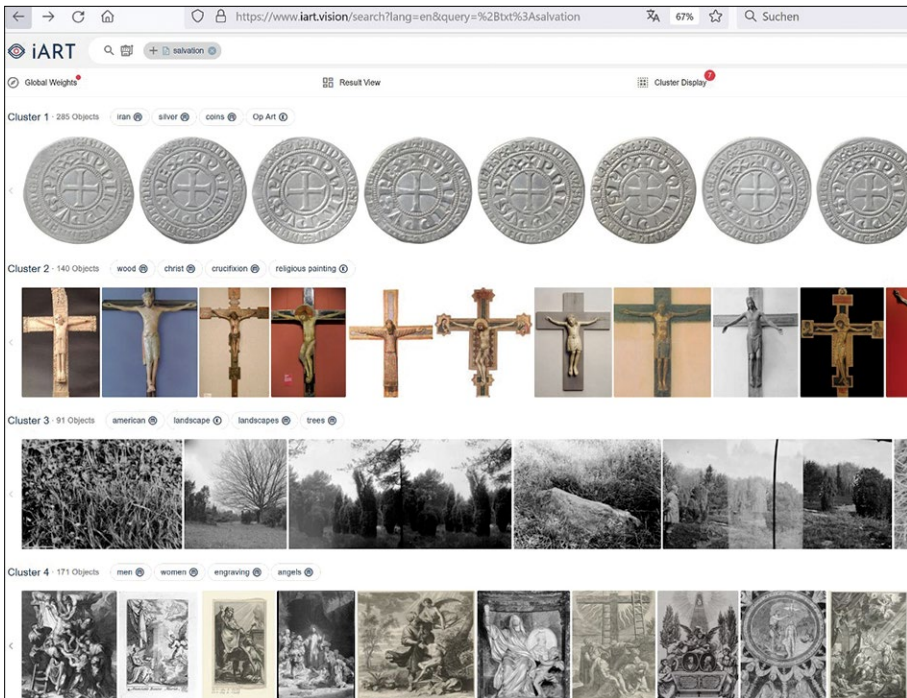 https://www.iart.vision/search?lang=en&query=%2Btxt%3Asalvation 67% Suchen
iART + salvation
Global Weights Result View Cluster Display 7
Cluster 1 · 285 Objects iran silver coins Op Art
Cluster 2 · 140 Objects wood christ crucifixion religious painting
Cluster 3 · 91 Objects american landscape landscapes trees
Cluster 4 · 171 Objects men women engraving angels